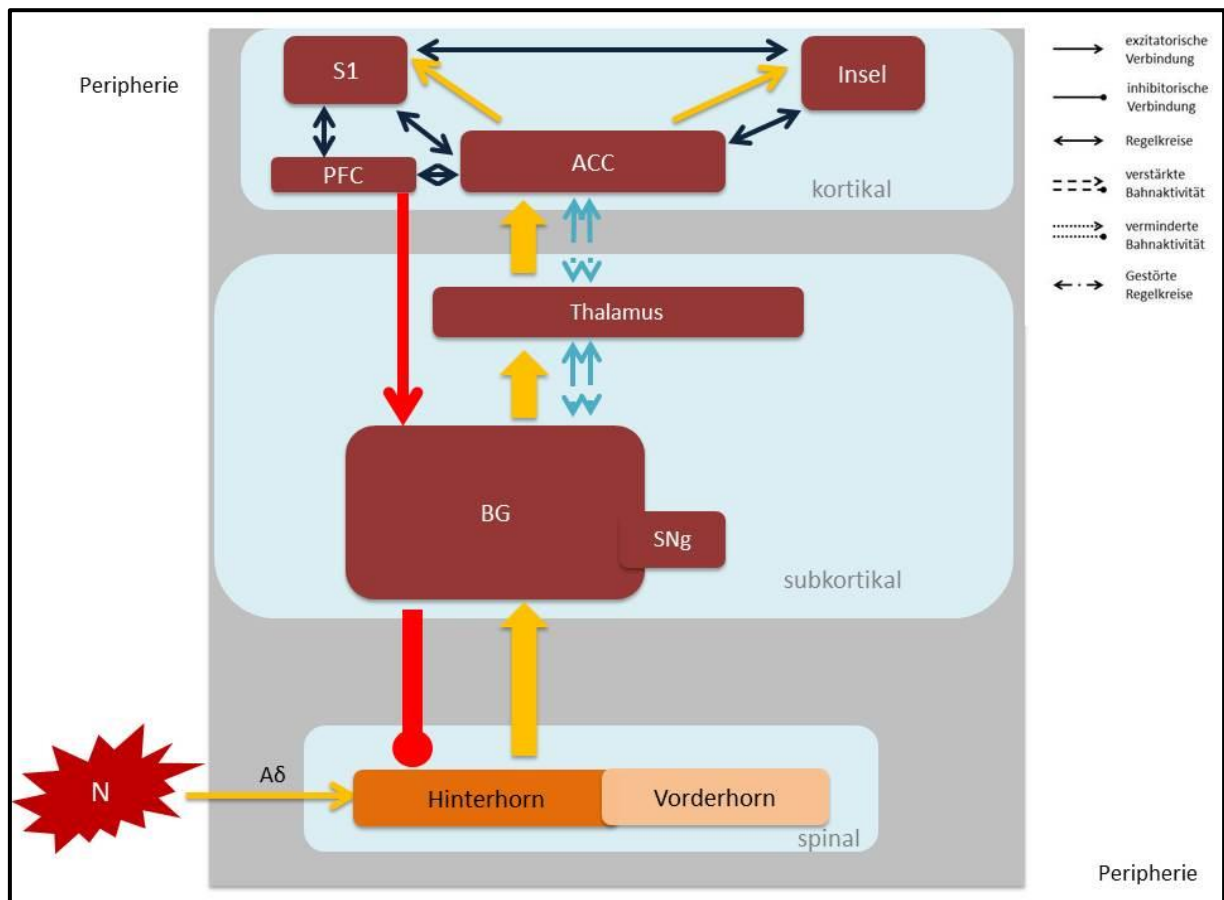 Peripherie
S1
Insel
PFC
ACC
kortikal
Thalamus
BG
SNg
subkortikal
N
Aδ
Hinterhorn
Vorderhorn
spinal
Peripherie
exzitatorische
Verbindung
inhibitorische
Verbindung
Regelkreise
verstärkte
Bahnaktivität
verminderte
Bahnaktivität
Gestörte
Regelkreise